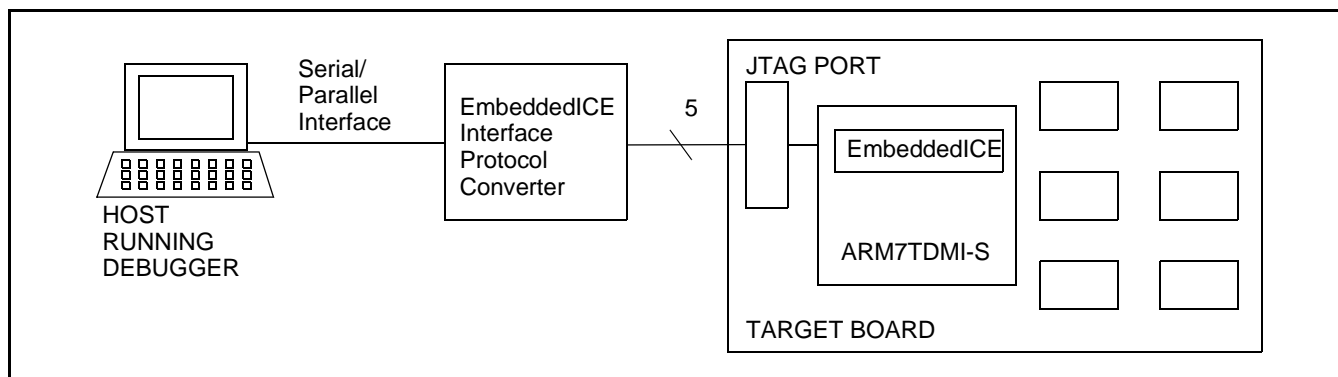 Serial/
Parallel
Interface
HOST
RUNNING
DEBUGGER
EmbeddedICE
Interface
Protocol
Converter
5
JTAG PORT
EmbeddedICE
ARM7TDMI-S
TARGET BOARD